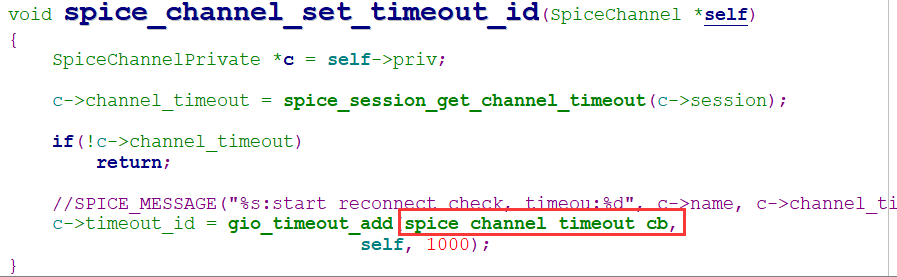 void spice_channel_set_timeout_id(SpiceChannel *self)
{
SpiceChannelPrivate *c = self->priv;
c->channel_timeout = spice_session_get_channel_timeout(c->session);
if(!c->channel_timeout)
return;
//SPICE_MESSAGE("%s:start reconnect check, timeou:%d", c->name, c->channel_ti
c->timeout_id = gio_timeout_add spice_channel_timeout_cb,
self, 1000);
}